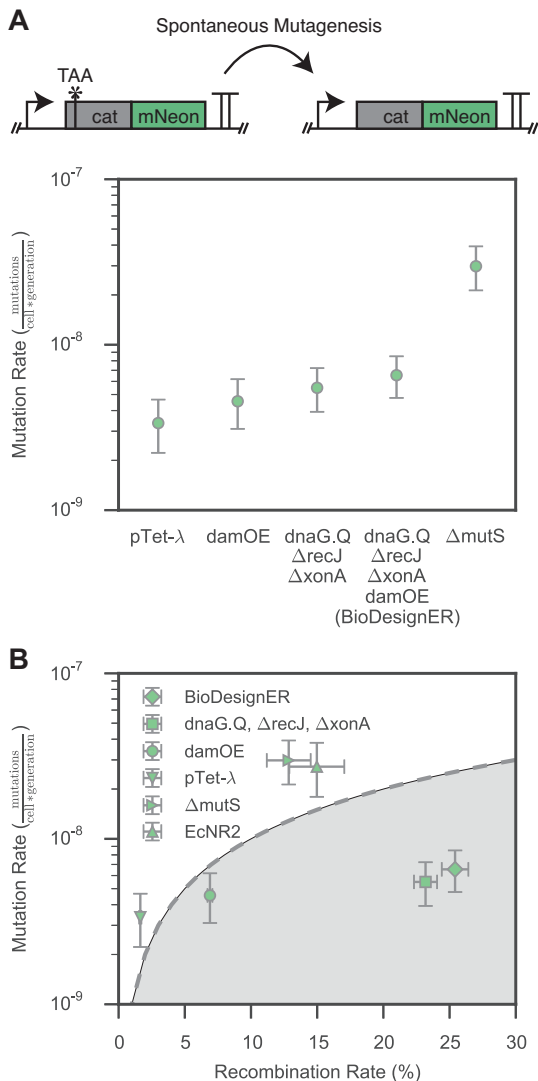 A
Spontaneous Mutagenesis
TAA
*
cat mNeon
cat mNeon
Mutation Rate (mutations / cell * generation)
10^-7
10^-8
10^-9
pTet-λ
damOE
dnaG.Q
ΔrecJ
ΔxonA
dnaG.Q
ΔrecJ
ΔxonA
damOE
(BioDesignER)
ΔmutS
B
Mutation Rate (mutations / cell * generation)
10^-7
10^-8
10^-9
BioDesignER
dnaG.Q, ΔrecJ, ΔxonA
damOE
pTet-λ
ΔmutS
EcNR2
0 5 10 15 20 25 30
Recombination Rate (%)